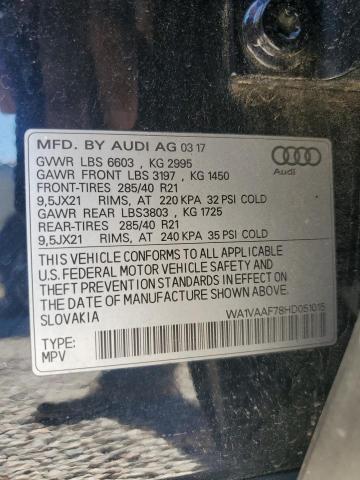 MFD. BY AUDI AG 03 17
GVWR LBS 6603 , KG 2995
GAWR FRONT LBS 3197 , KG 1450
FRONT-TIRES 285/40 R21
9,5JX21 RIMS, AT 220 KPA 32 PSI COLD
GAWR REAR LBS3803 , KG 1725
REAR-TIRES 285/40 R21
9,5JX21 RIMS, AT 240 KPA 35 PSI COLD
THIS VEHICLE CONFORMS TO ALL APPLICABLE
U.S. FEDERAL MOTOR VEHICLE SAFETY AND
THEFT PREVENTION STANDARDS IN EFFECT ON
THE DATE OF MANUFACTURE SHOWN ABOVE.
SLOVAKIA
Audi
WA1VAAF78HD051015
TYPE:
MPV